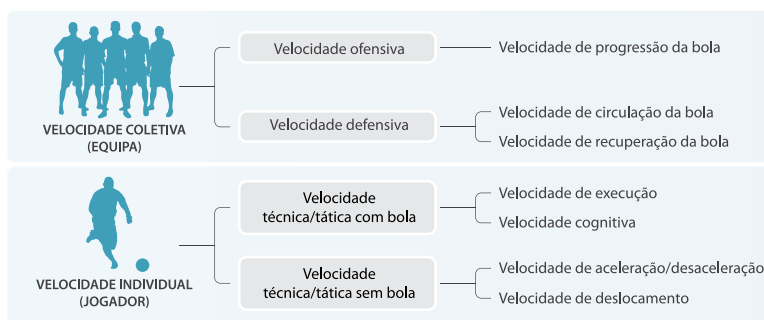 VELOCIDADE COLETIVA
(EQUIPA)
Velocidade ofensiva
Velocidade de progressão da bola
Velocidade defensiva
Velocidade de circulação da bola
Velocidade de recuperação da bola
VELOCIDADE INDIVIDUAL
(JOGADOR)
Velocidade
técnica/tática com bola
Velocidade de execução
Velocidade cognitiva
Velocidade
técnica/tática sem bola
Velocidade de aceleração/desaceleração
Velocidade de deslocamento